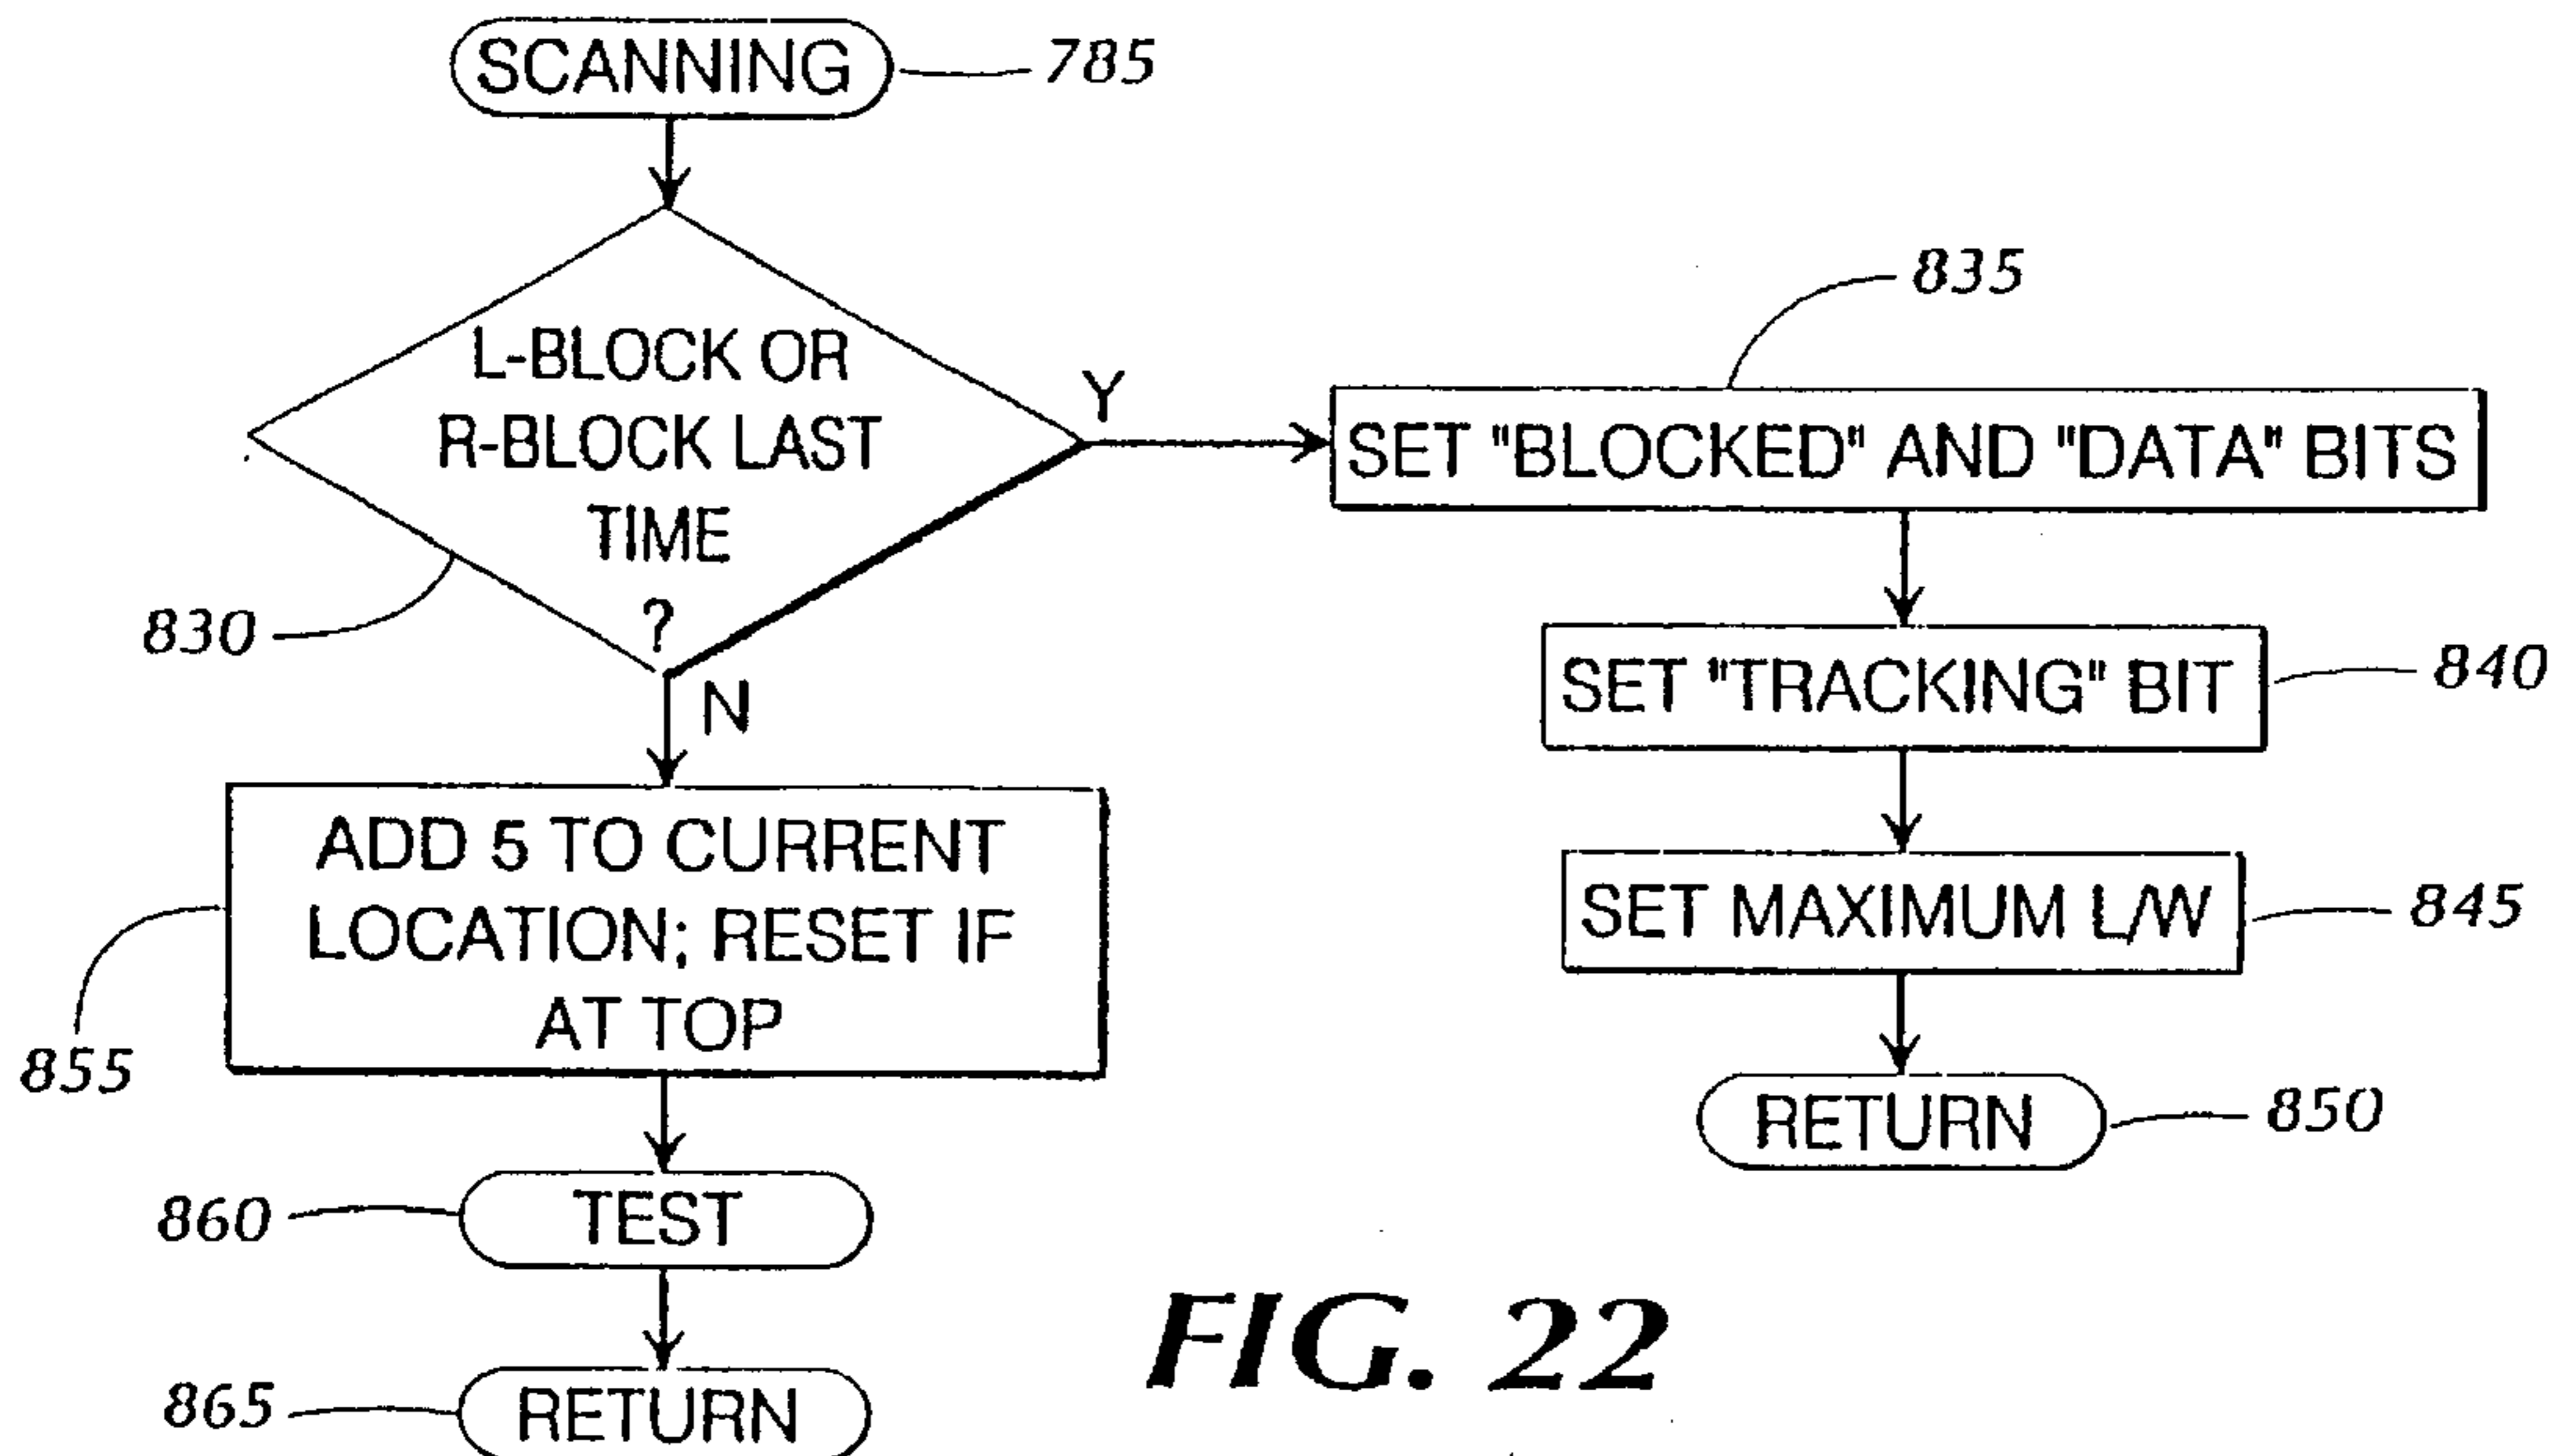 SCANNING
785
L-BLOCK OR
R-BLOCK LAST
TIME
?
830
Y
N
835
SET "BLOCKED" AND "DATA" BITS
SET "TRACKING" BIT
840
SET MAXIMUM L/W
845
RETURN
850
ADD 5 TO CURRENT
LOCATION; RESET IF
AT TOP
855
TEST
860
RETURN
865
FIG. 22